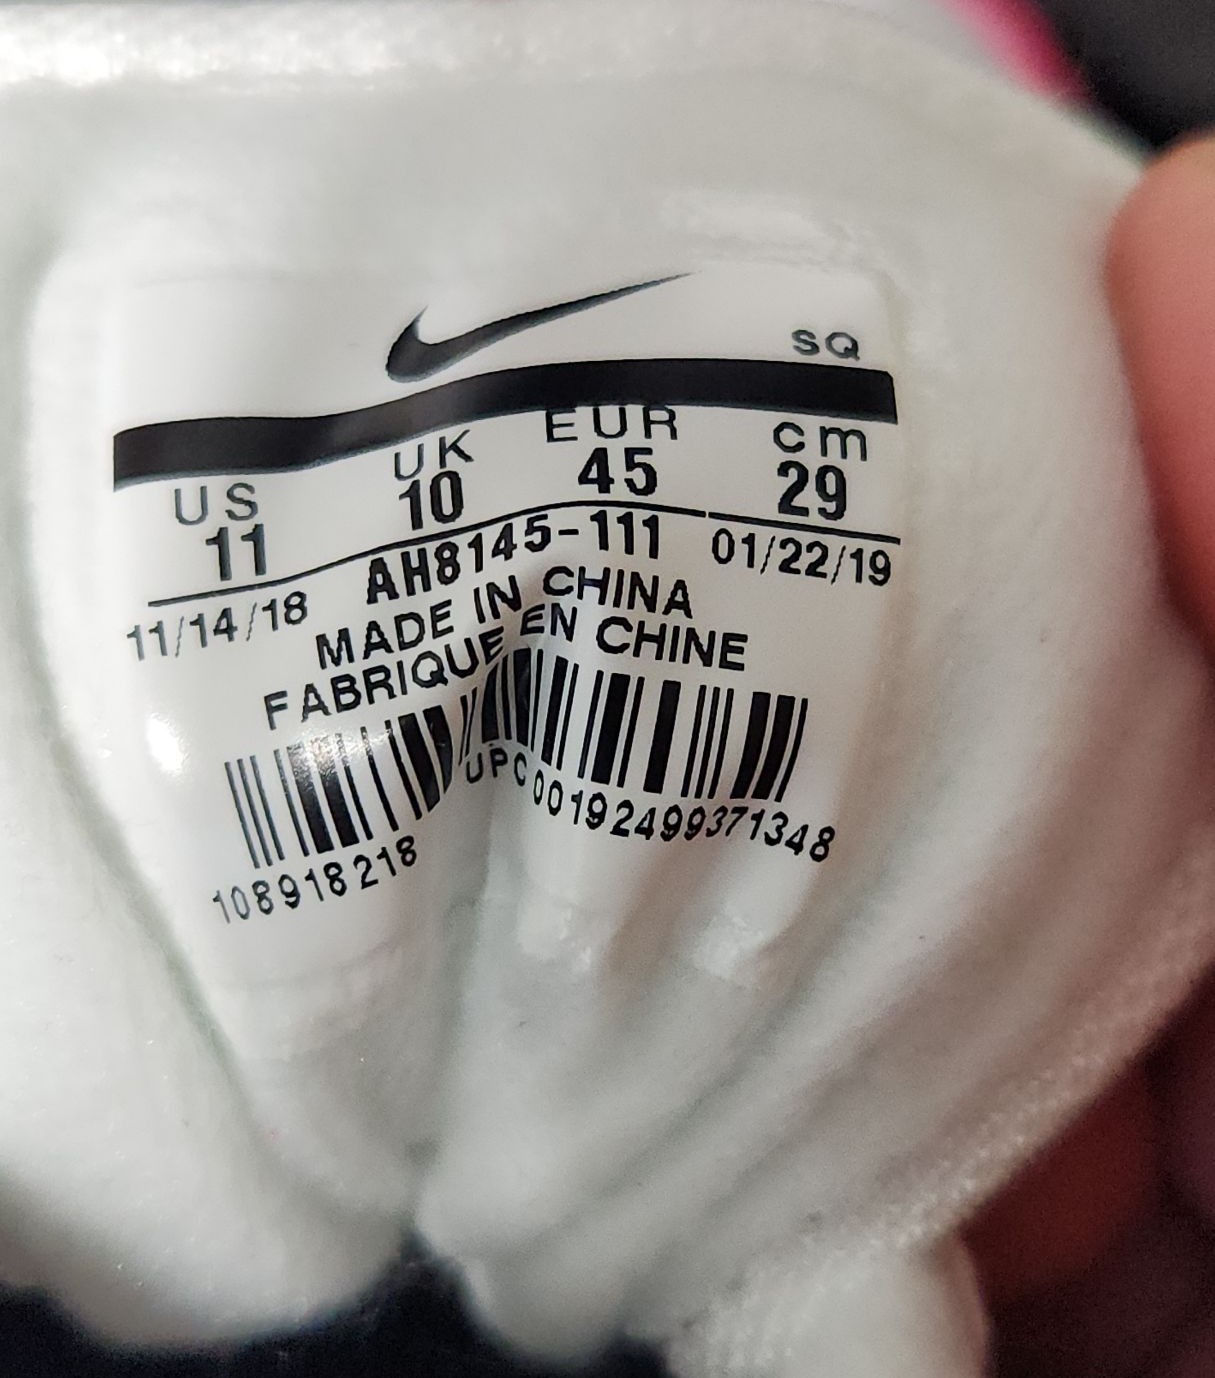 SQ
US UK EUR cm
11 10 45 29
11/14/18 AH8145-111 01/22/19
MADE IN CHINA
FABRIQUE EN CHINE
UPC 00192499371348
108918218